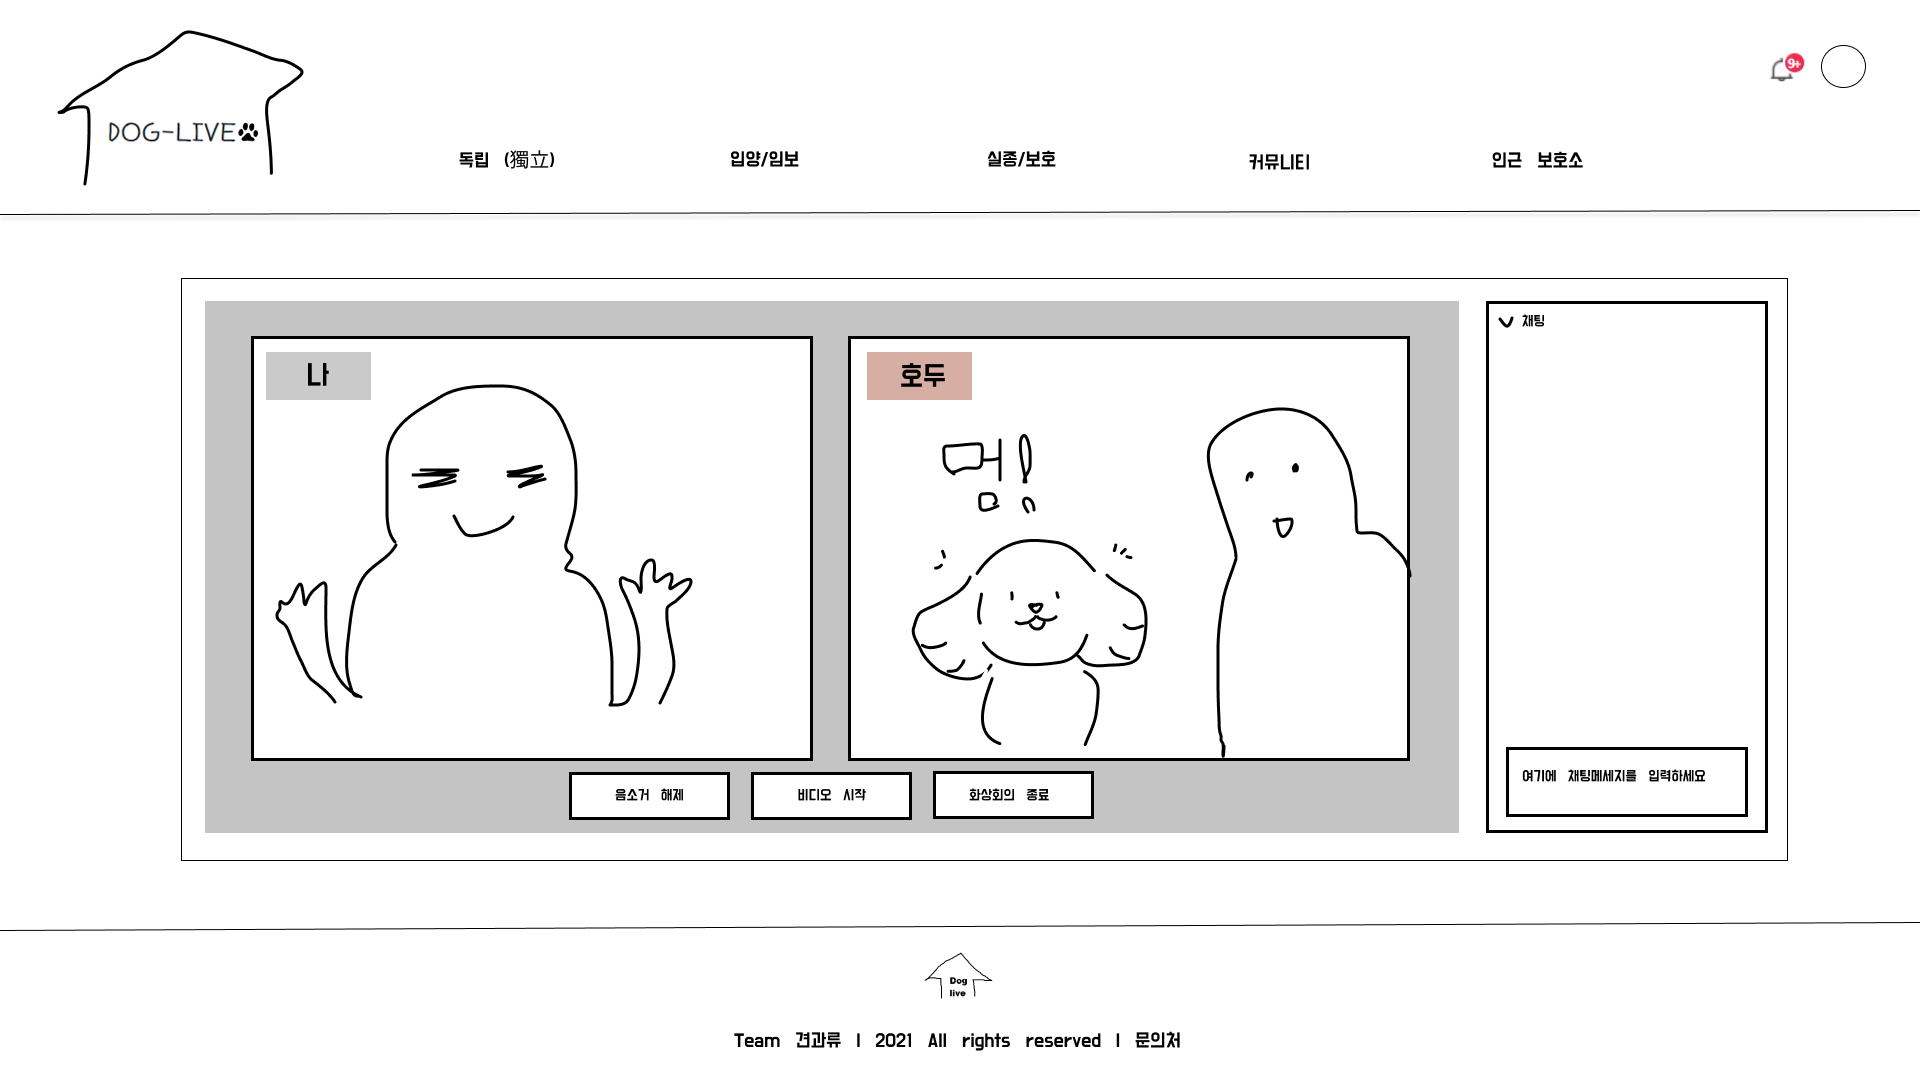 DOG-LIVE
9+
독립 (獨立)
입양/임보
실종/보호
커뮤니티
인근 보호소
나
호두
멈!
채팅
여기에 채팅메세지를 입력하세요
음소거 해제
비디오 시작
화상회의 종료
Dog
live
Team 견과류 | 2021 All rights reserved | 문의처